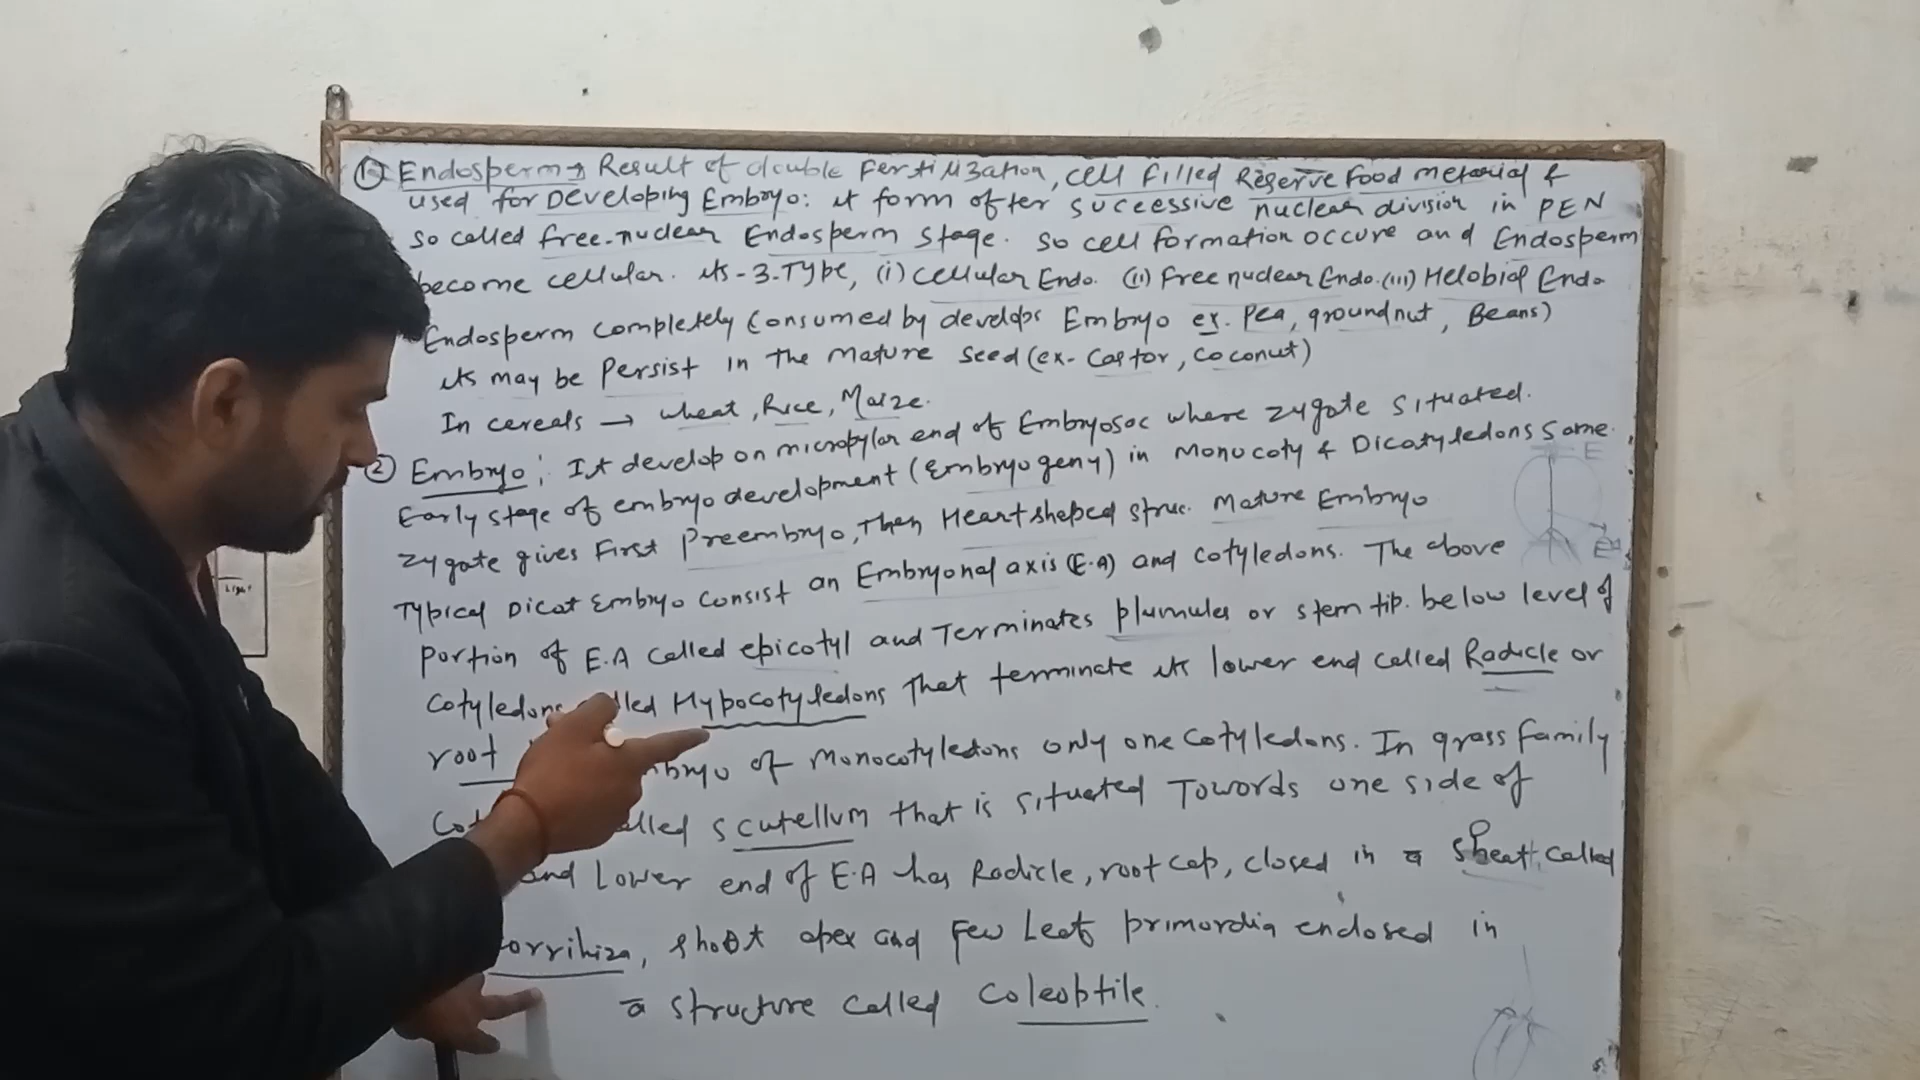 ① Endosperm → Result of double Fertilization, cell filled Reserve food meterial &
used for Developing Embryo: it form ofter successive nuclear division in PEN
so called free-nuclear Endosperm stage. so cell formation occure and Endosperm
become cellular. its - 3. Type, (i) cellular Endo. (ii) Free nuclear Endo. (iii) Helobial Endo
Endosperm completely Consumed by develops Embryo ex. Pea, groundnut, Beans)
its may be Persist in the mature seed (ex- Castor, Coconut)
In cereals → wheat, Rice, Maize.
② Embryo: It develop on micropylar end of Embryosac where zygote situated.
Early stage of embryo development (Embryogeny) in Monocoty & Dicotyledons same.
zygote gives First Preembryo, Then Heart shaped struc. Mature Embryo
Typical Dicot Embryo consist an Embryonal axis (E.A) and cotyledons. The above
portion of E.A called epicotyl and Terminates plumules or stem tip. below level of
Cotyledons called Hypocotyledons That terminate its lower end called Radicle or
root of Monocotyledons only one Cotyledons. In grass family
scutellum that is situated Towards one side of
and Lower end of E.A has Radicle, root cap, closed in a sheath called
orrihiza, shoot apex and Few Leaf primordia enclosed in
a structure called Coleoptile.
E
Light